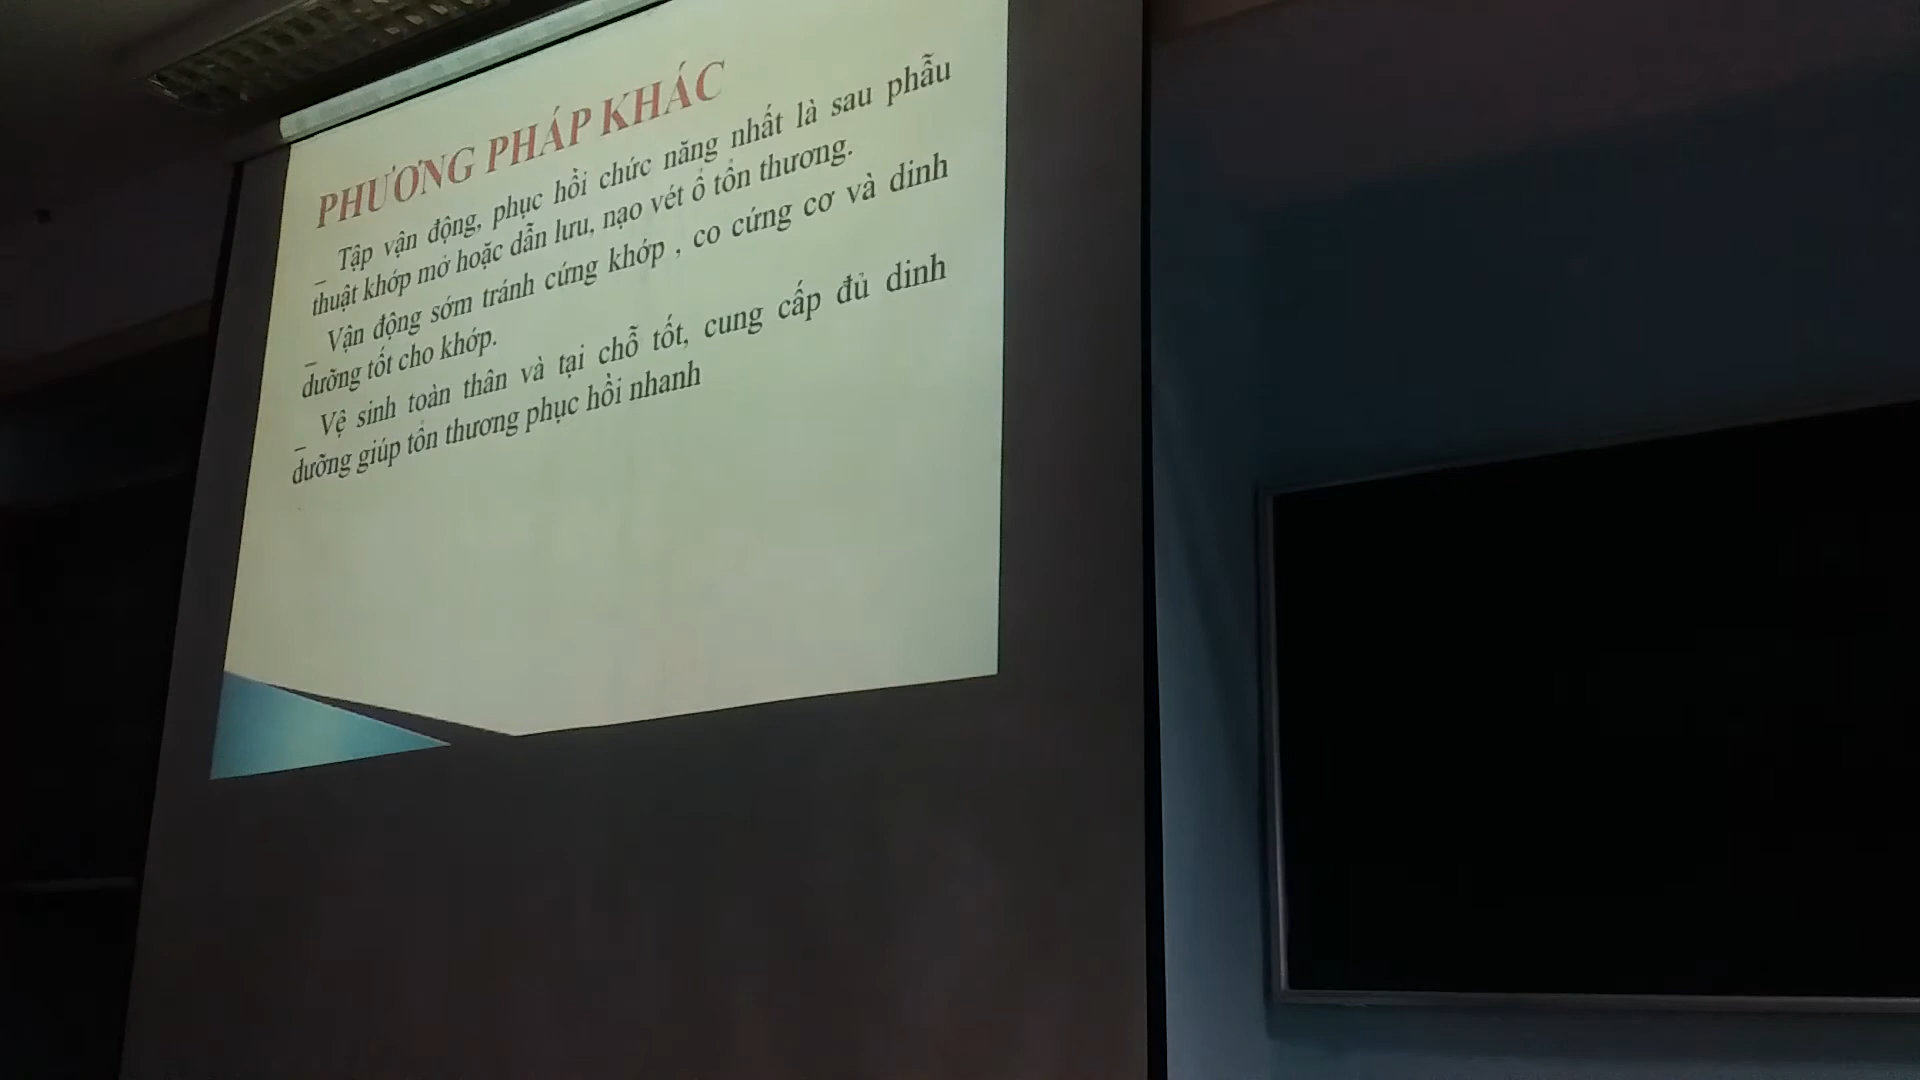 PHƯƠNG PHÁP KHÁC
_ Tập vận động, phục hồi chức năng nhất là sau phẫu
thuật khớp mở hoặc dẫn lưu, nạo vét ổ tổn thương.
_ Vận động sớm tránh cứng khớp , co cứng cơ và dinh
dưỡng tốt cho khớp.
_ Vệ sinh toàn thân và tại chỗ tốt, cung cấp đủ dinh
dưỡng giúp tổn thương phục hồi nhanh